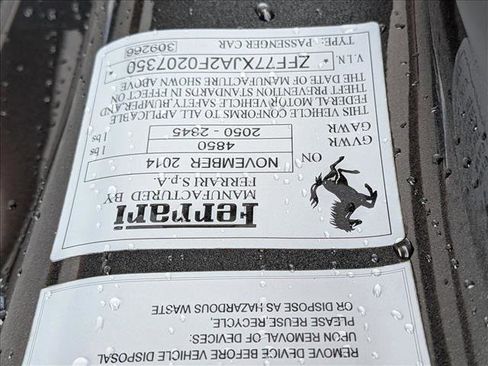 Ferrari
MANUFACTURED BY
FERRARI S.p.A.
ON
NOVEMBER 2014
GVWR 4850 lbs
GAWR 2050 - 2345 lbs
THIS VEHICLE CONFORMS TO ALL APPLICABLE
FEDERAL MOTOR VEHICLE SAFETY, BUMPER AND
THEFT PREVENTION STANDARDS IN EFFECT ON
THE DATE OF MANUFACTURE SHOWN ABOVE
V.I.N. ZFF77XJA2F0207350
TYPE: PASSENGER CAR 309266
REMOVE DEVICE BEFORE VEHICLE DISPOSAL
UPON REMOVAL OF DEVICES:
PLEASE REUSE, RECYCLE,
OR DISPOSE AS HAZARDOUS WASTE